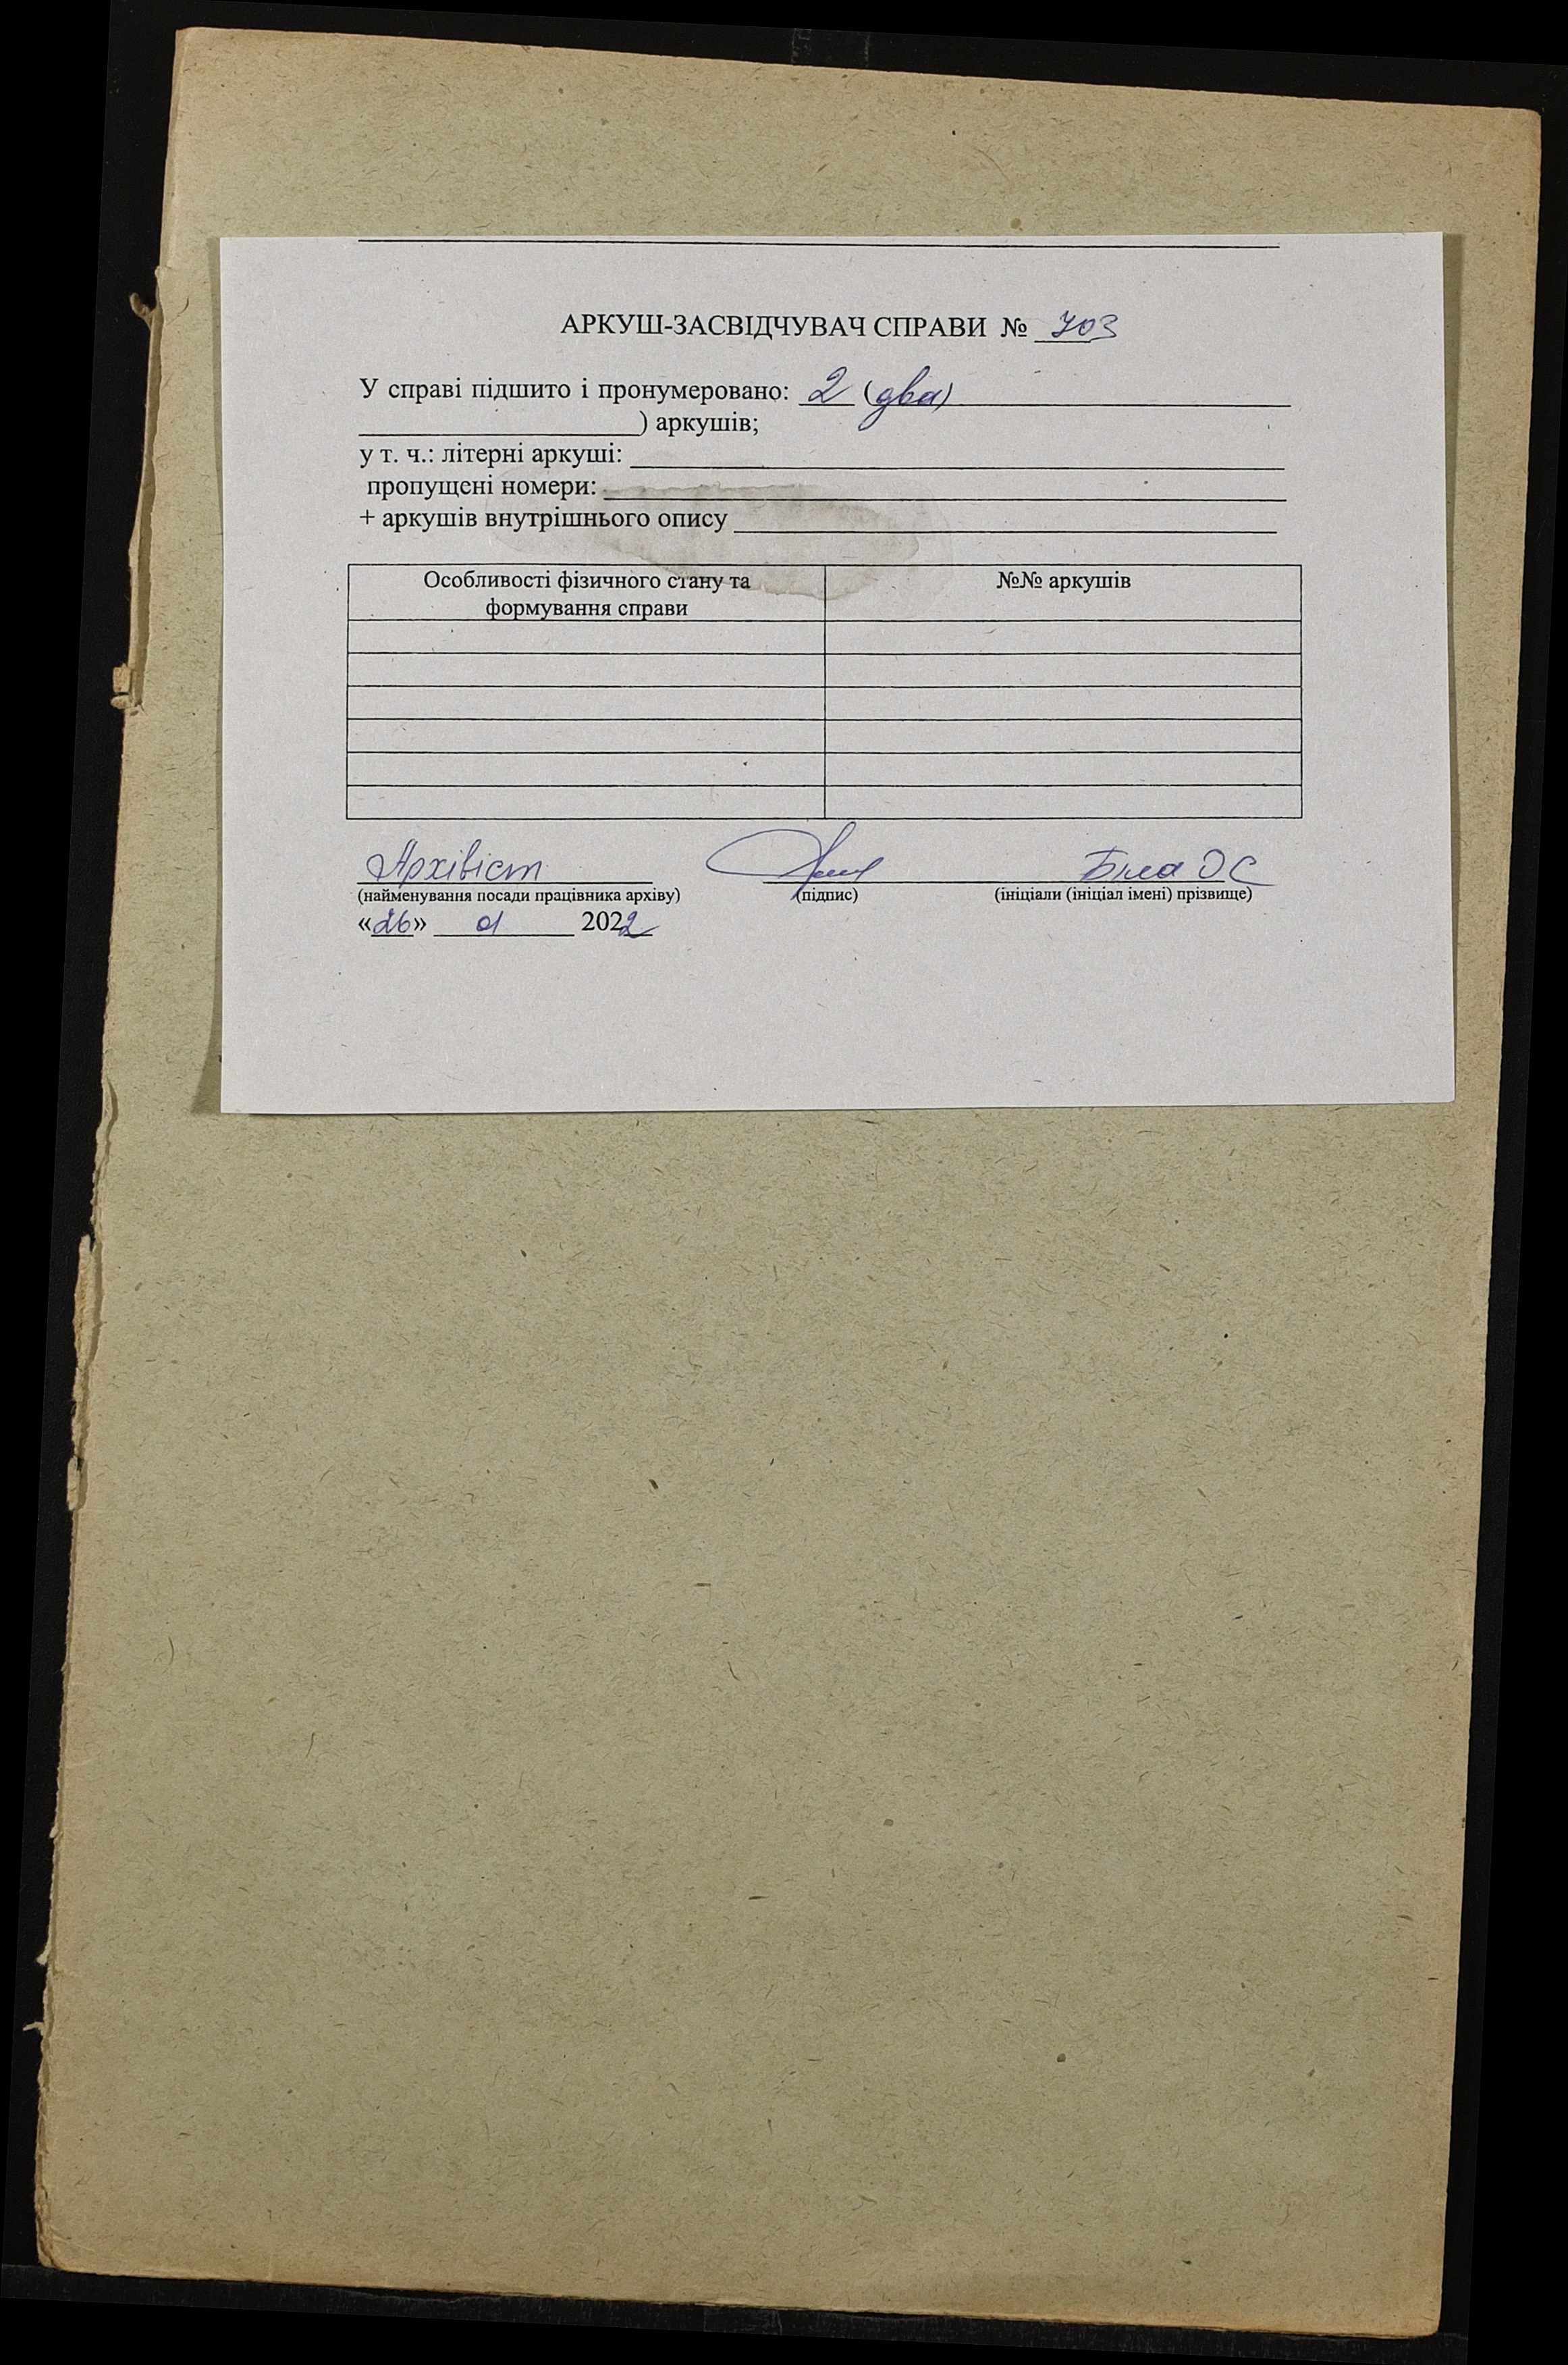 АРКУШ-ЗАСВІДЧУВАЧ СПРАВИ № 703
У справі підшито і пронумеровано: 2 (два)
) аркушів;
у т. ч.: літерні аркуші:
пропущені номери:
+ аркушів внутрішнього опису
Особливості фізичного стану та формування справи №№ аркушів
Архівіст Біла О С
(найменування посади працівника архіву) (підпис) (ініціали (ініціал імені) прізвище)
«26» 01 2022